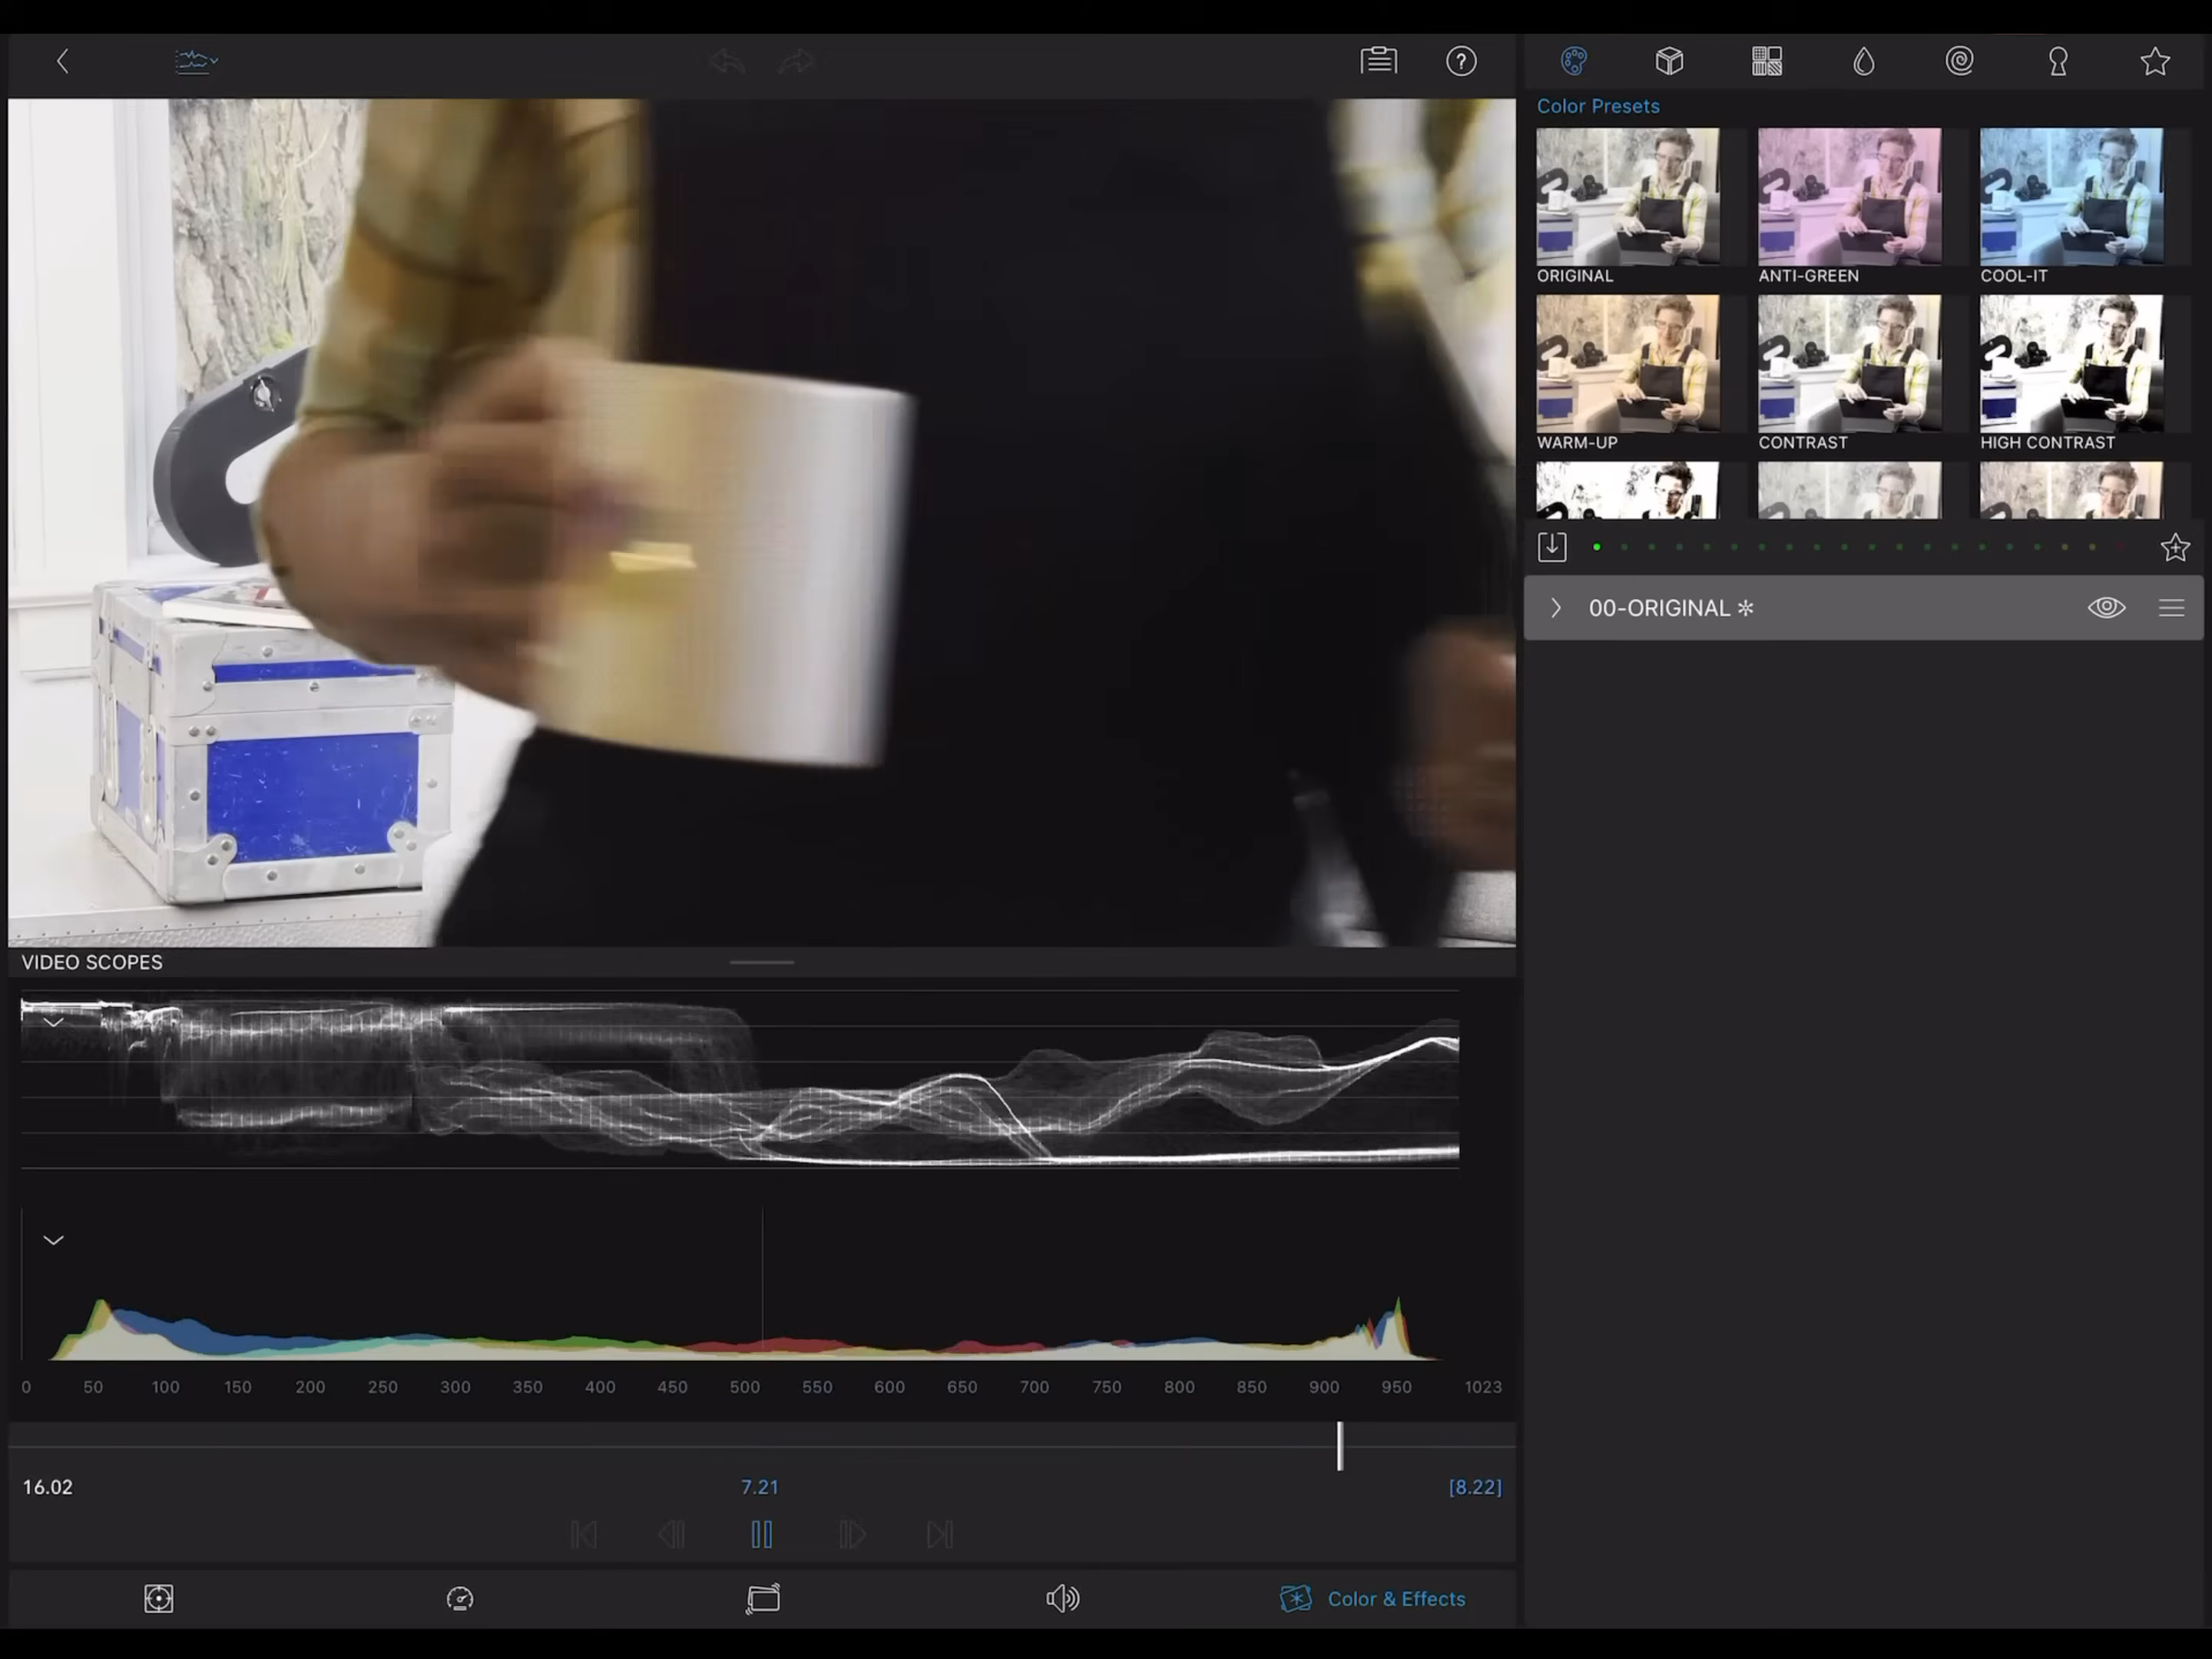 Color Presets
ORIGINAL
ANTI-GREEN
COOL-IT
WARM-UP
CONTRAST
HIGH CONTRAST
00-ORIGINAL ✻
VIDEO SCOPES
0 50 100 150 200 250 300 350 400 450 500 550 600 650 700 750 800 850 900 950 1023
16.02 7.21 [8.22]
Color & Effects